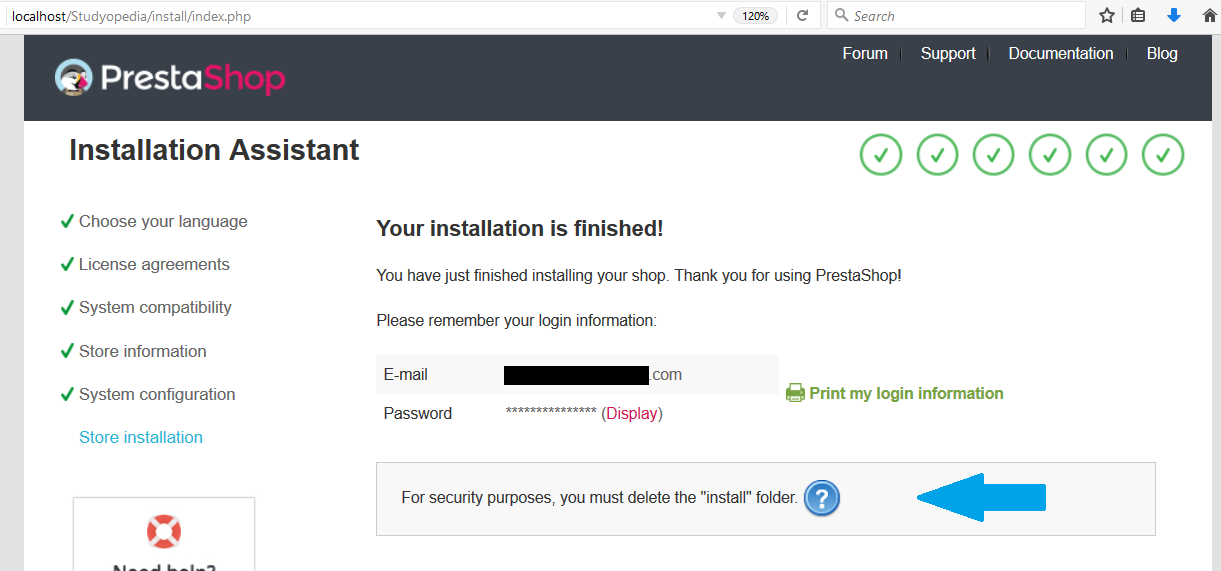 localhost/Studyopedia/install/index.php 120% Search
Forum Support Documentation Blog
PrestaShop
Installation Assistant
Choose your language
License agreements
System compatibility
Store information
System configuration
Store installation
Need help?
Your installation is finished!
You have just finished installing your shop. Thank you for using PrestaShop!
Please remember your login information:
E-mail .com
Password *************** (Display)
Print my login information
For security purposes, you must delete the "install" folder. ?